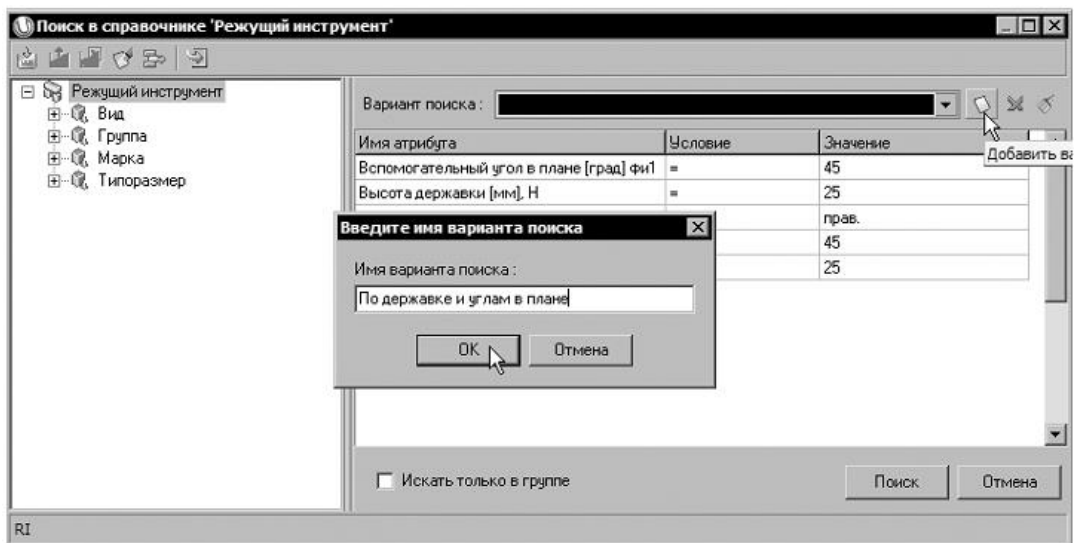 Поиск в справочнике 'Режущий инструмент'
Режущий инструмент
Вид
Группа
Марка
Типоразмер
Вариант поиска :
Добавить ва
Имя атрибута Условие Значение
Вспомогательный угол в плане [град] фи1 = 45
Высота державки [мм], H = 25
прав.
45
25
Введите имя варианта поиска
Имя варианта поиска :
По державке и углам в плане
OK Отмена
Искать только в группе
Поиск Отмена
RI